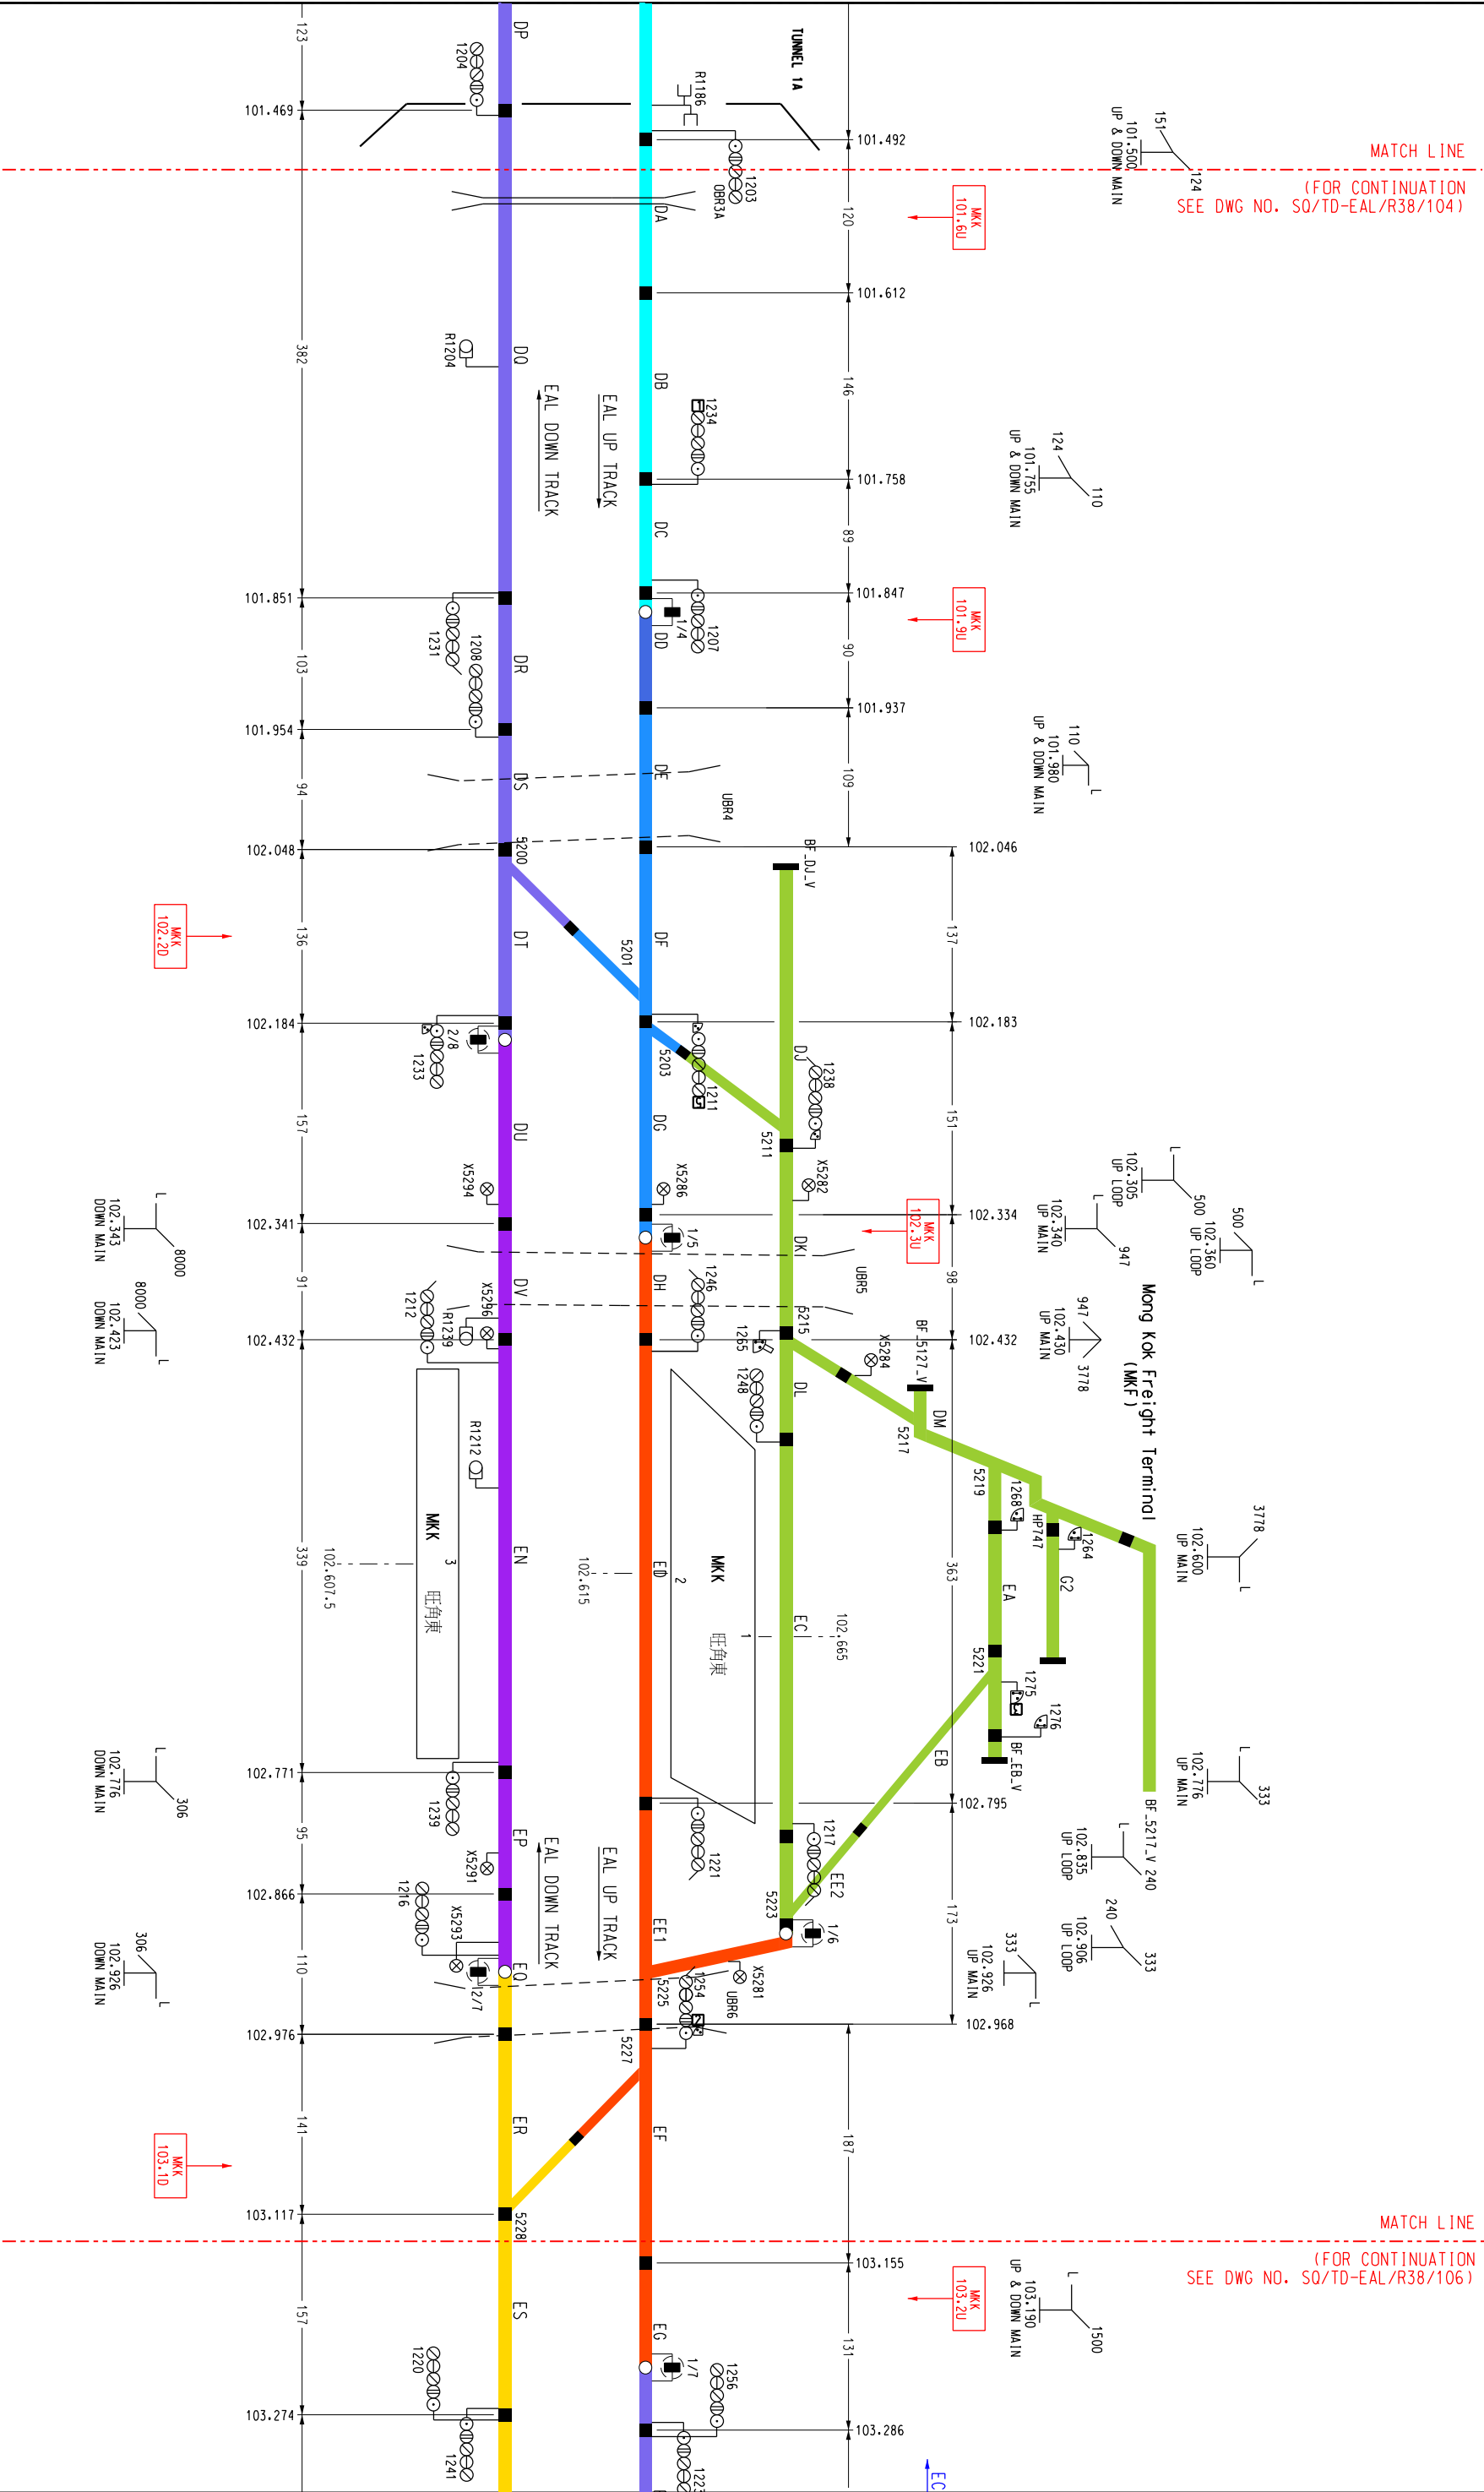 DP
123
1204
101.469
TUNNEL 1A
R1186
101.492
151
101.500
UP & DOWN MAIN
124
MATCH LINE
(FOR CONTINUATION
SEE DWG NO. SQ/TD-EAL/R38/104)
1203
OBR3A
DA
120
MKK
101.6U
101.612
382
R1204
DQ
EAL DOWN TRACK
EAL UP TRACK
DB
146
1234
101.758
124
101.755
UP & DOWN MAIN
110
DC
89
101.851
101.847
MKK
101.9U
1/4
1207
DD
90
1231
1208
DR
103
101.937
101.954
110
101.980
UP & DOWN MAIN
L
DS
94
DE
109
UBR4
5200
102.048
102.046
BF_DJ_V
MKK
102.2D
136
DT
5201
DF
137
102.184
102.183
2/8
1233
5203
1211
DJ
1238
157
DU
DG
5211
151
X5294
X5286
X5282
L
102.305
UP LOOP
500
500
102.360
UP LOOP
L
102.341
102.334
MKK
102.3U
L
102.340
UP MAIN
947
L
102.343
DOWN MAIN
8000
1/5
91
DV
DH
DK
98
UBR5
1246
1212
R1239
X5296
1265
5215
X5284
BF_5127_V
102.432
102.432
947
102.430
UP MAIN
3778
8000
102.423
DOWN MAIN
L
Mong Kok Freight Terminal
(MKF)
1248
DL
DM
5217
R1212
5219
1268
HP747
1264
MKK
3
旺角東
339
102.607.5
EN
102.615
ED
MKK
2
旺角東
1
EC
102.665
363
EA
G2
3778
102.600
UP MAIN
L
5221
1275
1276
BF_EB_V
EB
BF_5217_V
L
102.776
UP MAIN
333
L
102.776
DOWN MAIN
306
102.771
102.795
1239
1221
1217
L
102.835
UP LOOP
240
95
EP
X5291
EAL DOWN TRACK
EAL UP TRACK
EE2
102.866
1216
5223
173
1/6
EE1
X5293
2/7
EQ
110
240
102.906
UP LOOP
333
333
102.926
UP MAIN
L
306
102.926
DOWN MAIN
L
5225
1254
X5281
UBR6
102.976
102.968
5227
141
ER
EF
187
MKK
103.1D
103.117
5228
MATCH LINE
(FOR CONTINUATION
SEE DWG NO. SQ/TD-EAL/R38/106)
103.155
MKK
103.2U
L
103.190
UP & DOWN MAIN
1500
157
ES
EG
131
1/7
1256
1220
103.274
103.286
1241
1223
EC